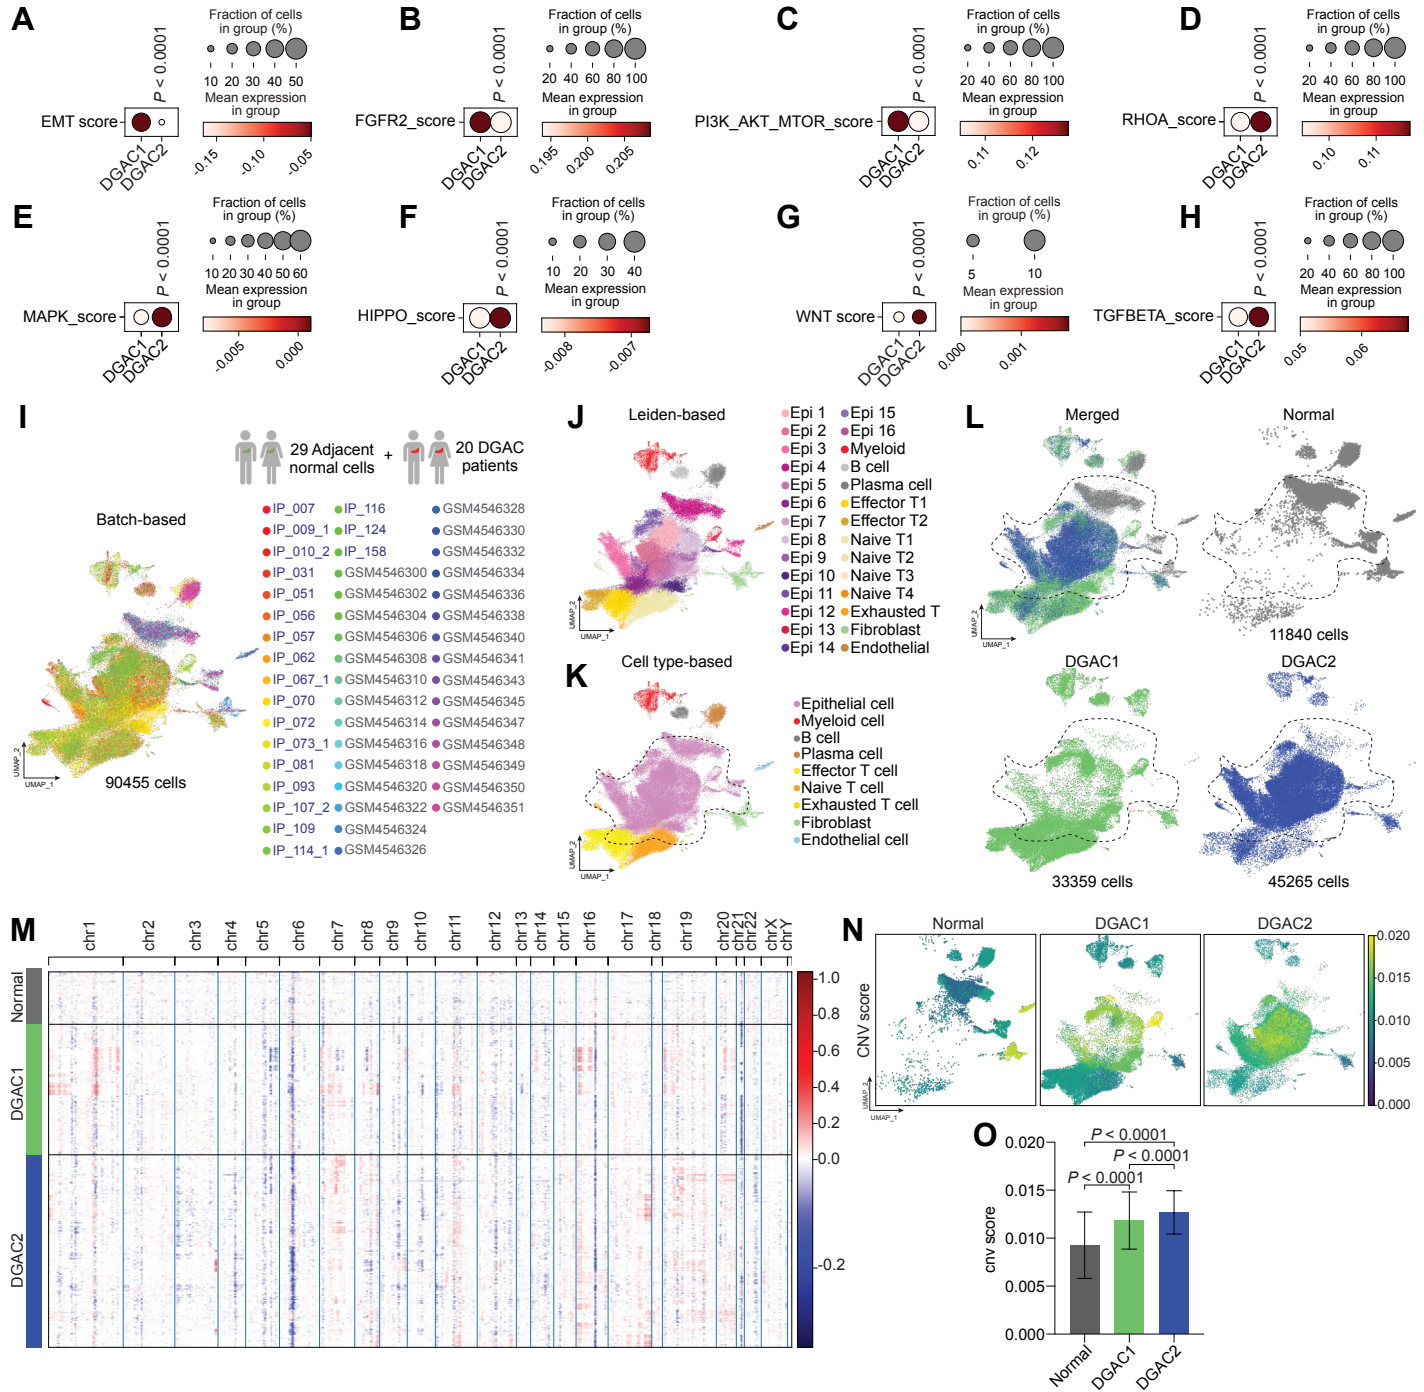 A
Fraction of cells
in group (%)
P < 0.0001
10 20 30 40 50
Mean expression
in group
EMT score
-0.15 -0.10 -0.05
DGAC1
DGAC2
B
Fraction of cells
in group (%)
P < 0.0001
20 40 60 80 100
Mean expression
in group
FGFR2_score
0.195 0.200 0.205
DGAC1
DGAC2
C
Fraction of cells
in group (%)
P < 0.0001
20 40 60 80 100
Mean expression
in group
PI3K_AKT_MTOR_score
0.11 0.12
DGAC1
DGAC2
D
Fraction of cells
in group (%)
P < 0.0001
20 40 60 80 100
Mean expression
in group
RHOA_score
0.10 0.11
DGAC1
DGAC2
E
Fraction of cells
in group (%)
P < 0.0001
10 20 30 40 50 60
Mean expression
in group
MAPK_score
-0.005 0.000
DGAC1
DGAC2
F
Fraction of cells
in group (%)
P < 0.0001
10 20 30 40
Mean expression
in group
HIPPO_score
-0.008 -0.007
DGAC1
DGAC2
G
Fraction of cells
in group (%)
P < 0.0001
5 10
Mean expression
in group
WNT score
0.000 0.001
DGAC1
DGAC2
H
Fraction of cells
in group (%)
P < 0.0001
20 40 60 80 100
Mean expression
in group
TGFBETA_score
0.05 0.06
DGAC1
DGAC2
I
29 Adjacent
normal cells
+
20 DGAC
patients
Batch-based
UMAP_2
UMAP_1
90455 cells
IP_007
IP_009_1
IP_010_2
IP_031
IP_051
IP_056
IP_057
IP_062
IP_067_1
IP_070
IP_072
IP_073_1
IP_081
IP_093
IP_107_2
IP_109
IP_114_1
IP_116
IP_124
IP_158
GSM4546300
GSM4546302
GSM4546304
GSM4546306
GSM4546308
GSM4546310
GSM4546312
GSM4546314
GSM4546316
GSM4546318
GSM4546320
GSM4546322
GSM4546324
GSM4546326
GSM4546328
GSM4546330
GSM4546332
GSM4546334
GSM4546336
GSM4546338
GSM4546340
GSM4546341
GSM4546343
GSM4546345
GSM4546347
GSM4546348
GSM4546349
GSM4546350
GSM4546351
J
Leiden-based
UMAP_2
UMAP_1
Epi 1
Epi 2
Epi 3
Epi 4
Epi 5
Epi 6
Epi 7
Epi 8
Epi 9
Epi 10
Epi 11
Epi 12
Epi 13
Epi 14
Epi 15
Epi 16
Myeloid
B cell
Plasma cell
Effector T1
Effector T2
Naive T1
Naive T2
Naive T3
Naive T4
Exhausted T
Fibroblast
Endothelial
K
Cell type-based
UMAP_2
UMAP_1
Epithelial cell
Myeloid cell
B cell
Plasma cell
Effector T cell
Naive T cell
Exhausted T cell
Fibroblast
Endothelial cell
L
Merged
UMAP_2
UMAP_1
Normal
11840 cells
DGAC1
33359 cells
DGAC2
45265 cells
M
chr1 chr2 chr3 chr4 chr5 chr6 chr7 chr8 chr9 chr10 chr11 chr12 chr13 chr14 chr15 chr16 chr17 chr18 chr19 chr20 chr21 chr22 chrX chrY
Normal
DGAC1
DGAC2
1.0
0.8
0.6
0.4
0.2
0.0
-0.2
N
Normal
DGAC1
DGAC2
CNV score
UMAP_2
UMAP_1
0.020
0.015
0.010
0.005
0.000
O
cnv score
0.020
0.015
0.010
0.005
0.000
P < 0.0001
P < 0.0001
P < 0.0001
Normal
DGAC1
DGAC2